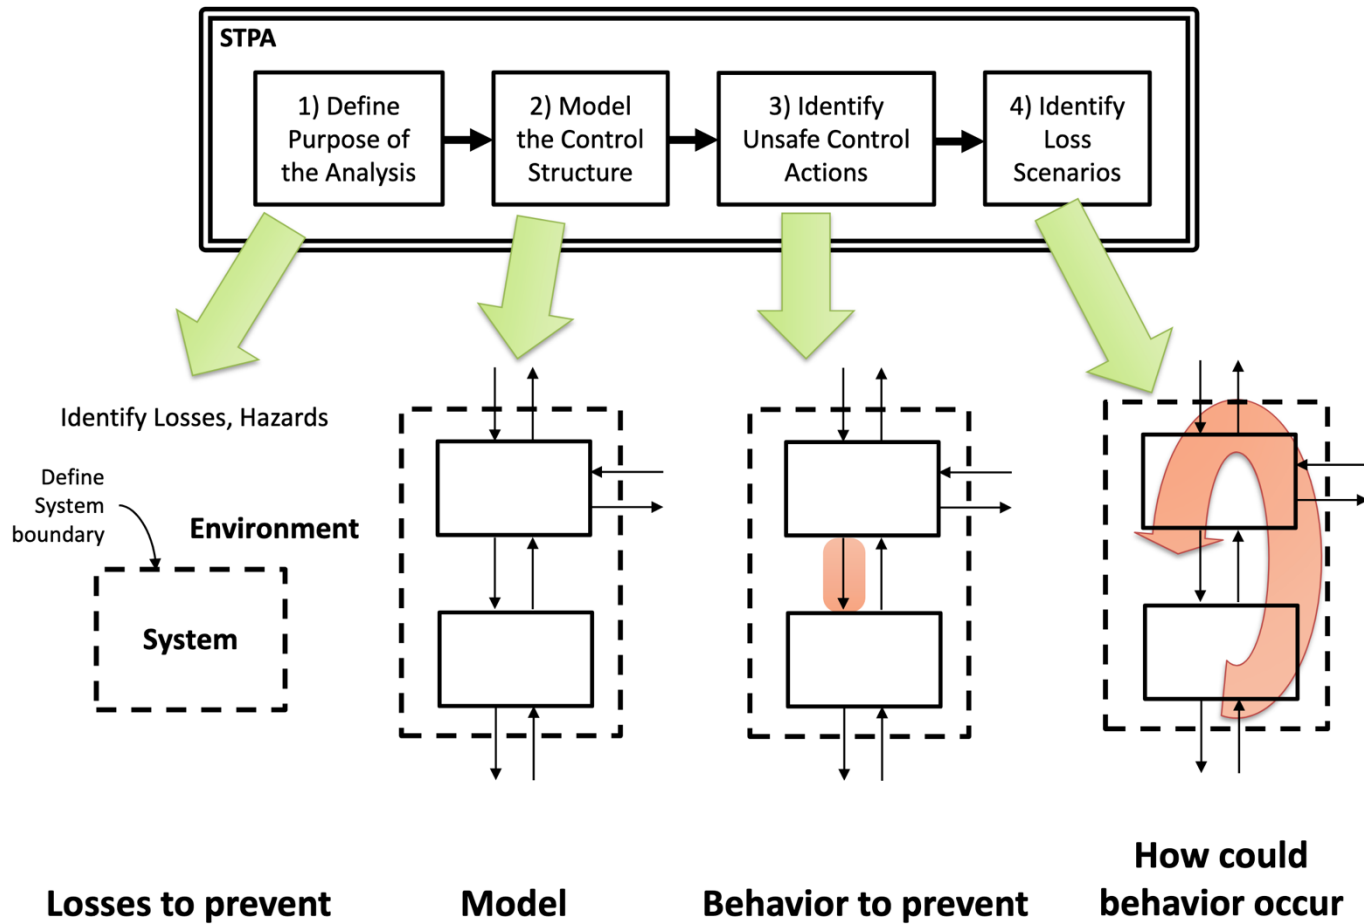 STPA
1) Define
Purpose of
the Analysis
2) Model
the Control
Structure
3) Identify
Unsafe Control
Actions
4) Identify
Loss
Scenarios
Identify Losses, Hazards
Define
System
boundary
Environment
System
Losses to prevent
Model
Behavior to prevent
How could
behavior occur